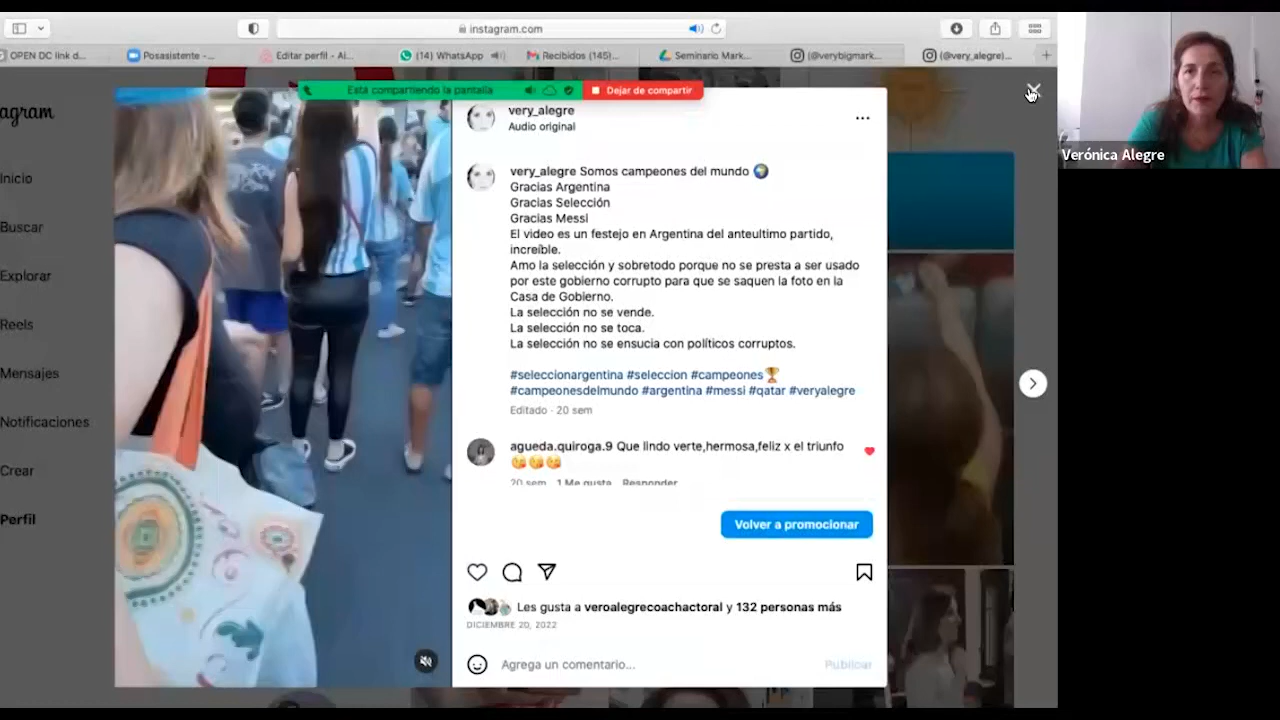 instagram.com
OPEN DC link d...
Posasistente -...
Editar perfil - Ai...
(14) WhatsApp
Recibidos (145)...
Seminario Mark...
(@verybigmark...
(@very_alegre)...
Está compartiendo la pantalla
Dejar de compartir
Verónica Alegre
agram
Inicio
Buscar
Explorar
Reels
Mensajes
Notificaciones
Crear
Perfil
very_alegre
Audio original
very_alegre Somos campeones del mundo 🌍
Gracias Argentina
Gracias Selección
Gracias Messi
El video es un festejo en Argentina del anteultimo partido,
increíble.
Amo la selección y sobretodo porque no se presta a ser usado
por este gobierno corrupto para que se saquen la foto en la
Casa de Gobierno.
La selección no se vende.
La selección no se toca.
La selección no se ensucia con políticos corruptos.
#seleccionargentina #seleccion #campeones🏆
#campeonesdelmundo #argentina #messi #qatar #veryalegre
Editado · 20 sem
agueda.quiroga.9 Que lindo verte,hermosa,feliz x el triunfo
😘😘😘
20 sem 1 Me gusta Responder
Volver a promocionar
Les gusta a veroalegrecoachactoral y 132 personas más
DICIEMBRE 20, 2022
Agrega un comentario...
Publicar